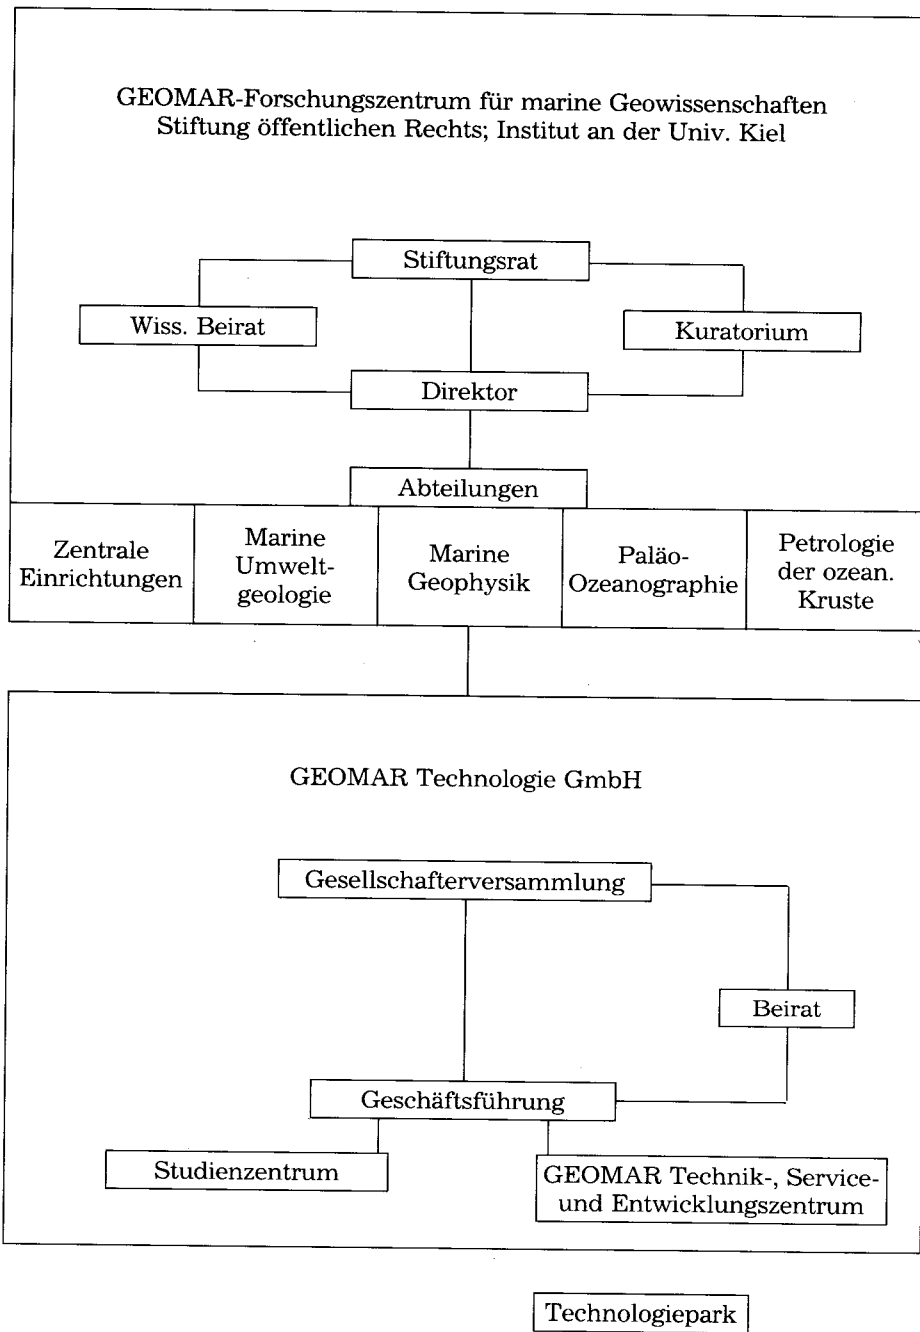 GEOMAR-Forschungszentrum für marine Geowissenschaften
Stiftung öffentlichen Rechts; Institut an der Univ. Kiel
Stiftungsrat
Wiss. Beirat
Kuratorium
Direktor
Abteilungen
Zentrale
Einrichtungen
Marine
Umwelt-
geologie
Marine
Geophysik
Paläo-
Ozeanographie
Petrologie
der ozean.
Kruste
GEOMAR Technologie GmbH
Gesellschafterversammlung
Beirat
Geschäftsführung
Studienzentrum
GEOMAR Technik-, Service-
und Entwicklungszentrum
Technologiepark